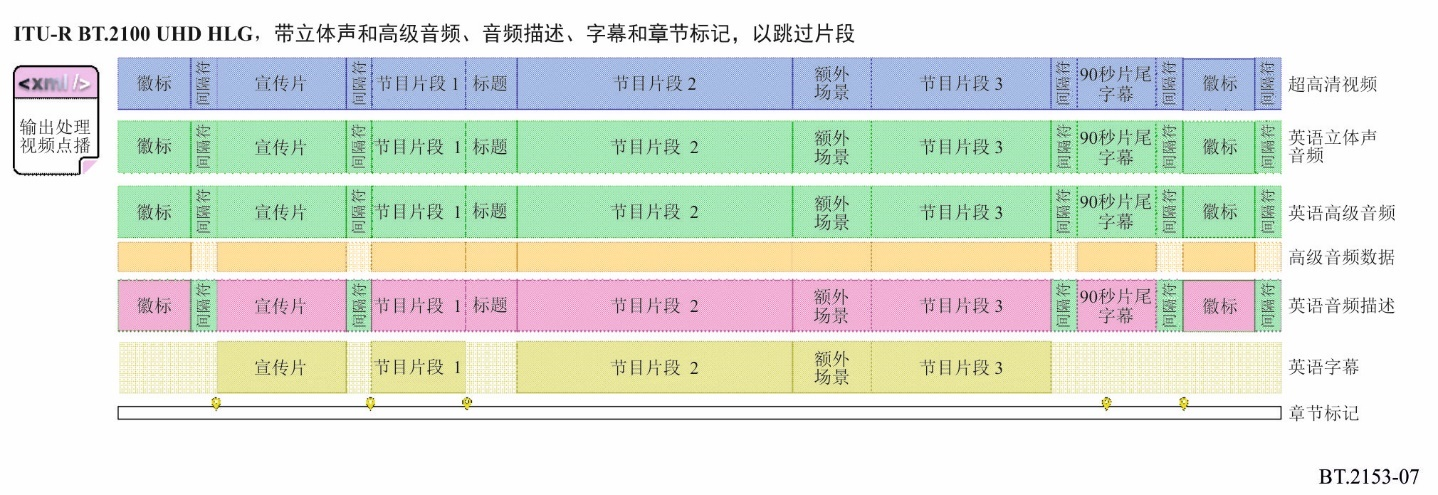 ITU-R BT.2100 UHD HLG，带立体声和高级音频、音频描述、字幕和章节标记，以跳过片段
<xml />
输出处理
视频点播
徽标 间隔符 宣传片 间隔符 节目片段 1 标题 节目片段 2 额外场景 节目片段 3 间隔符 90秒片尾字幕 间隔符 徽标 间隔符 超高清视频
徽标 间隔符 宣传片 间隔符 节目片段 1 标题 节目片段 2 额外场景 节目片段 3 间隔符 90秒片尾字幕 间隔符 徽标 间隔符 英语立体声音频
徽标 间隔符 宣传片 间隔符 节目片段 1 标题 节目片段 2 额外场景 节目片段 3 间隔符 90秒片尾字幕 间隔符 徽标 间隔符 英语高级音频
高级音频数据
徽标 间隔符 宣传片 间隔符 节目片段 1 标题 节目片段 2 额外场景 节目片段 3 间隔符 90秒片尾字幕 间隔符 徽标 间隔符 英语音频描述
宣传片 节目片段 1 节目片段 2 额外场景 节目片段 3 英语字幕
章节标记
BT.2153-07